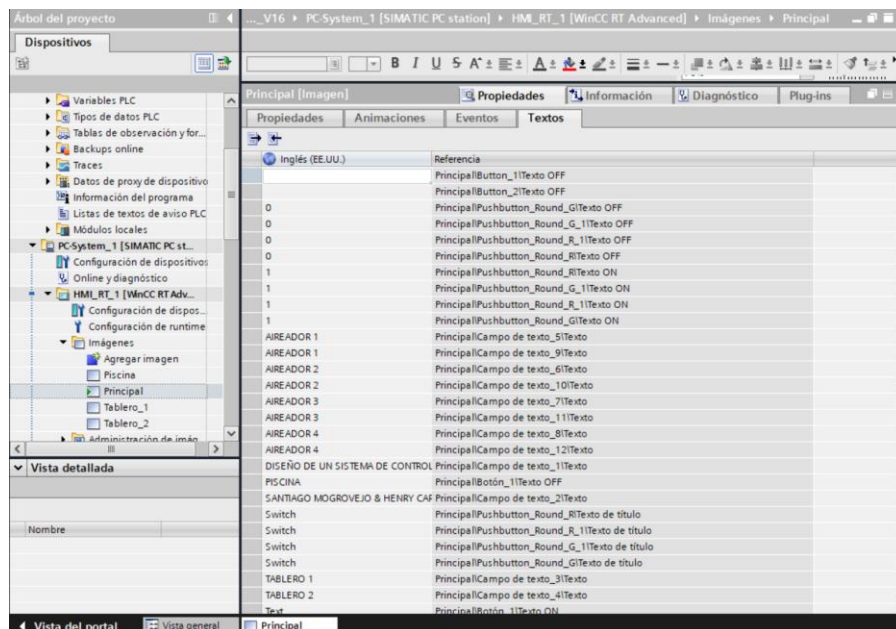 Árbol del proyecto
..._V16 ▸ PC-System_1 [SIMATIC PC station] ▸ HMI_RT_1 [WinCC RT Advanced] ▸ Imágenes ▸ Principal
Dispositivos
B I U S A
Principal [Imagen]
Propiedades Información Diagnóstico Plug-ins
Propiedades Animaciones Eventos Textos
Variables PLC
Tipos de datos PLC
Tablas de observación y for...
Backups online
Traces
Datos de proxy de dispositivo
Información del programa
Listas de textos de aviso PLC
Módulos locales
PC-System_1 [SIMATIC PC st...
Configuración de dispositivos
Online y diagnóstico
HMI_RT_1 [WinCC RT Adv...
Configuración de dispos...
Configuración de runtime
Imágenes
Agregar imagen
Piscina
Principal
Tablero_1
Tablero_2
Administración de imág
Vista detallada
Nombre
Inglés (EE.UU.) Referencia
Principal\Button_1\Texto OFF
Principal\Button_2\Texto OFF
0 Principal\Pushbutton_Round_G\Texto OFF
0 Principal\Pushbutton_Round_G_1\Texto OFF
0 Principal\Pushbutton_Round_R_1\Texto OFF
0 Principal\Pushbutton_Round_R\Texto OFF
1 Principal\Pushbutton_Round_R\Texto ON
1 Principal\Pushbutton_Round_G_1\Texto ON
1 Principal\Pushbutton_Round_R_1\Texto ON
1 Principal\Pushbutton_Round_G\Texto ON
AIREADOR 1 Principal\Campo de texto_5\Texto
AIREADOR 1 Principal\Campo de texto_9\Texto
AIREADOR 2 Principal\Campo de texto_6\Texto
AIREADOR 2 Principal\Campo de texto_10\Texto
AIREADOR 3 Principal\Campo de texto_7\Texto
AIREADOR 3 Principal\Campo de texto_11\Texto
AIREADOR 4 Principal\Campo de texto_8\Texto
AIREADOR 4 Principal\Campo de texto_12\Texto
DISEÑO DE UN SISTEMA DE CONTROL Principal\Campo de texto_1\Texto
PISCINA Principal\Botón_1\Texto OFF
SANTIAGO MOGROVEJO & HENRY Principal\Campo de texto_2\Texto
Switch Principal\Pushbutton_Round_R\Texto de título
Switch Principal\Pushbutton_Round_R_1\Texto de título
Switch Principal\Pushbutton_Round_G_1\Texto de título
Switch Principal\Pushbutton_Round_G\Texto de título
TABLERO 1 Principal\Campo de texto_3\Texto
TABLERO 2 Principal\Campo de texto_4\Texto
Text Principal\Botón_1\Texto ON
Vista del portal Vista general Principal